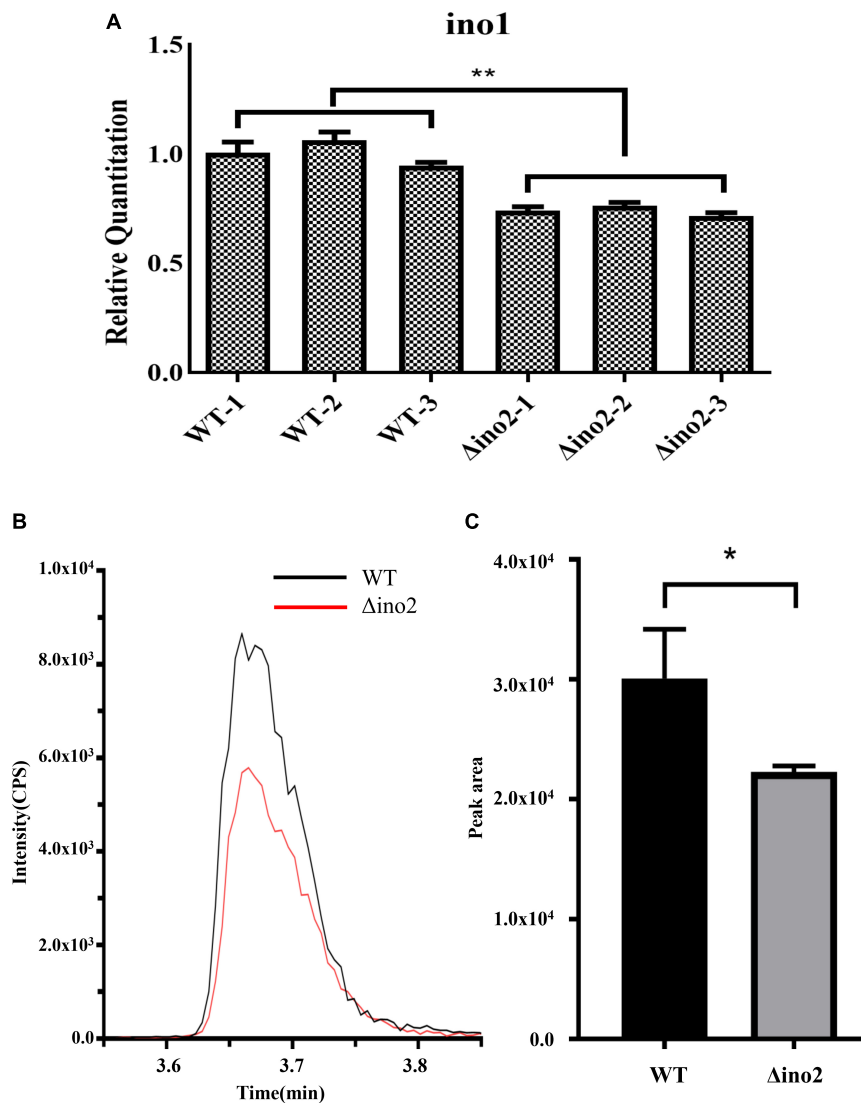 A
ino1
Relative Quantitation
1.5
1.0
0.5
0.0
**
WT-1
WT-2
WT-3
Δino2-1
Δino2-2
Δino2-3
B
Intensity(CPS)
1.0x10⁴
8.0x10³
6.0x10³
4.0x10³
2.0x10³
0.0
WT
Δino2
3.6
3.7
3.8
Time(min)
C
Peak area
4.0x10⁴
3.0x10⁴
2.0x10⁴
1.0x10⁴
0.0
*
WT
Δino2